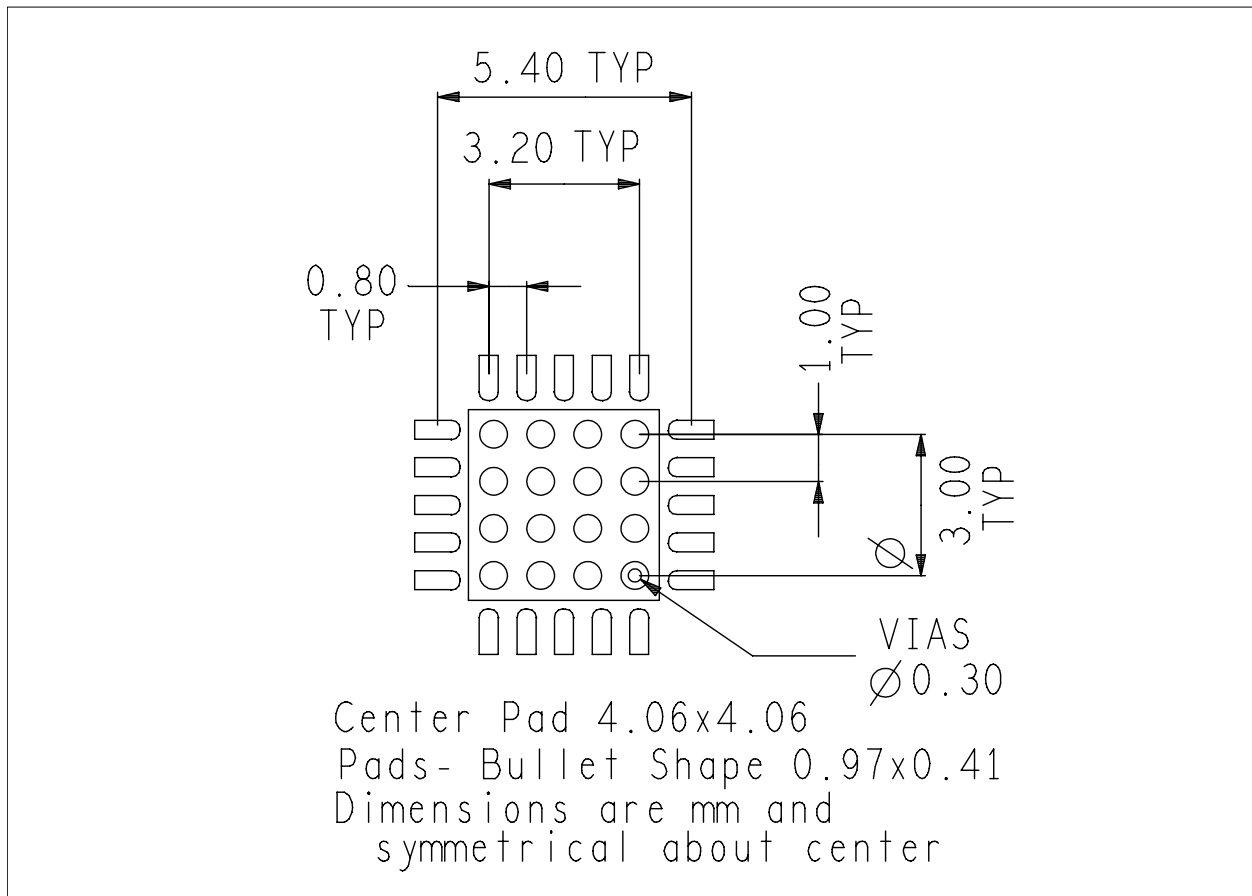 5.40 TYP
3.20 TYP
0.80
TYP
1.00
TYP
3.00
TYP
Ø
VIAS
Ø0.30
Center Pad 4.06x4.06
Pads- Bullet Shape 0.97x0.41
Dimensions are mm and
symmetrical about center